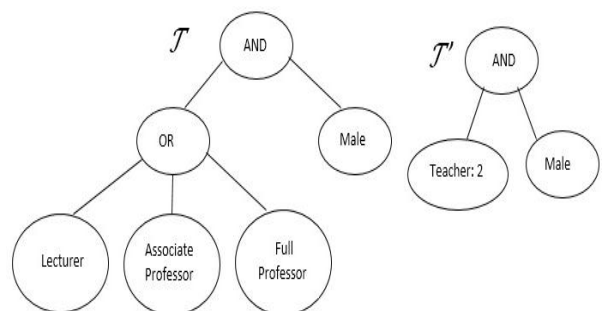 𝒯
AND
𝒯'
AND
OR
Male
Teacher: 2
Male
Lecturer
Associate
Professor
Full
Professor